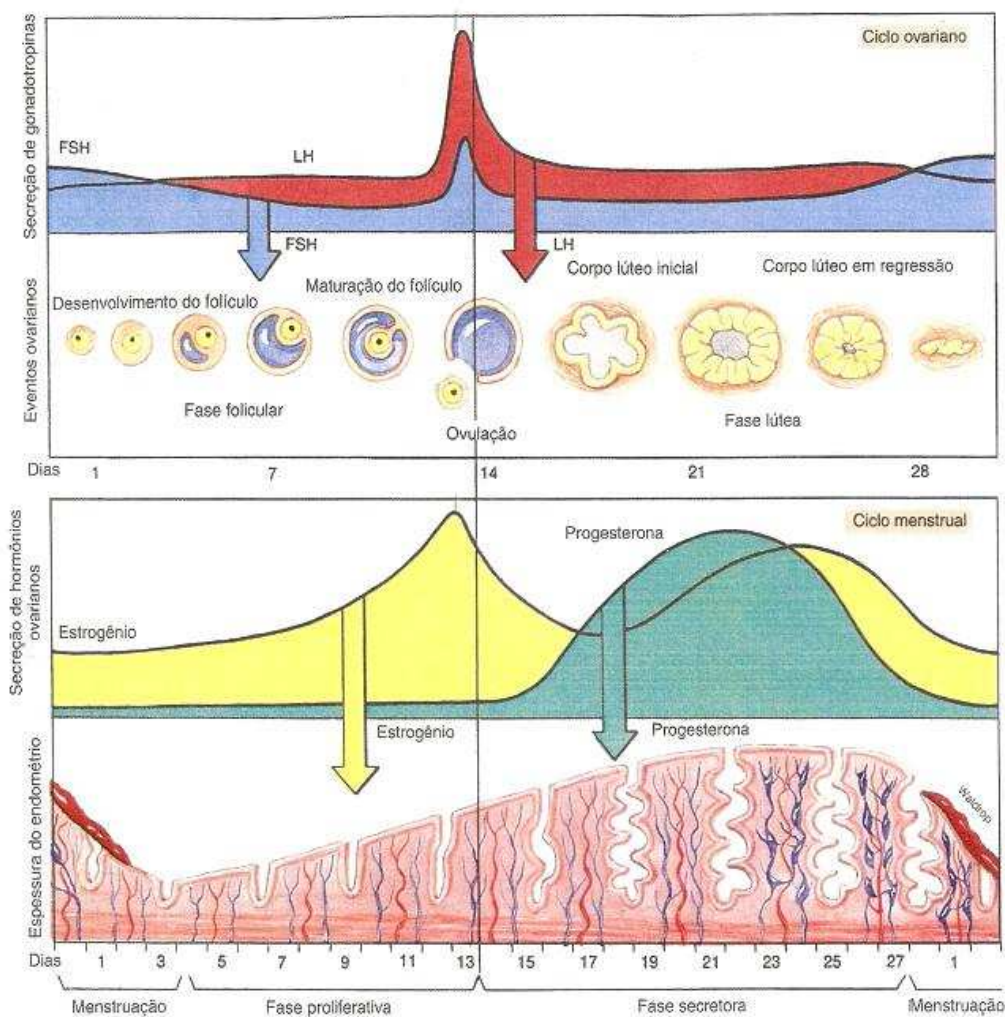 Ciclo ovariano
Secreção de gonadotropinas
FSH
LH
FSH
LH
Eventos ovarianos
Desenvolvimento do folículo
Maturação do folículo
Corpo lúteo inicial
Corpo lúteo em regressão
Fase folicular
Ovulação
Fase lútea
Dias 1 7 14 21 28
Ciclo menstrual
Secreção de hormônios
ovarianos
Estrogênio
Progesterona
Estrogênio
Progesterona
Espessura do endométrio
Waldrop
Dias 1 3 5 7 9 11 13 15 17 19 21 23 25 27 1
Menstruação Fase proliferativa Fase secretora Menstruação